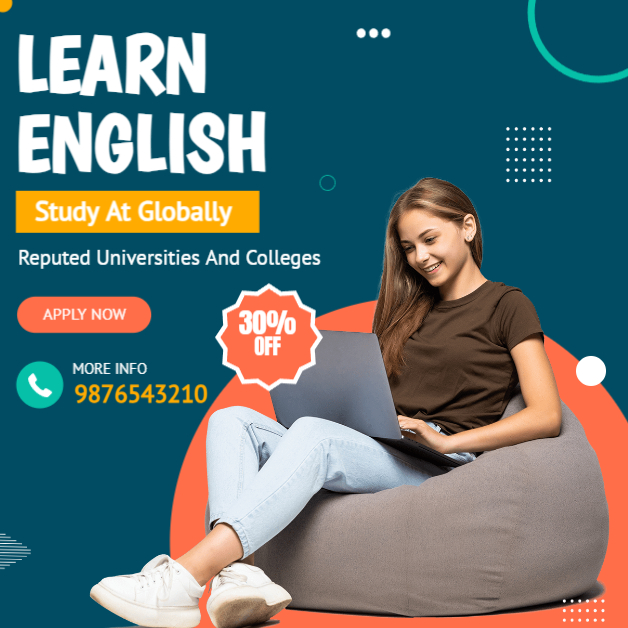 LEARN
ENGLISH
Study At Globally
Reputed Universities And Colleges
APPLY NOW
30%
OFF
MORE INFO
9876543210